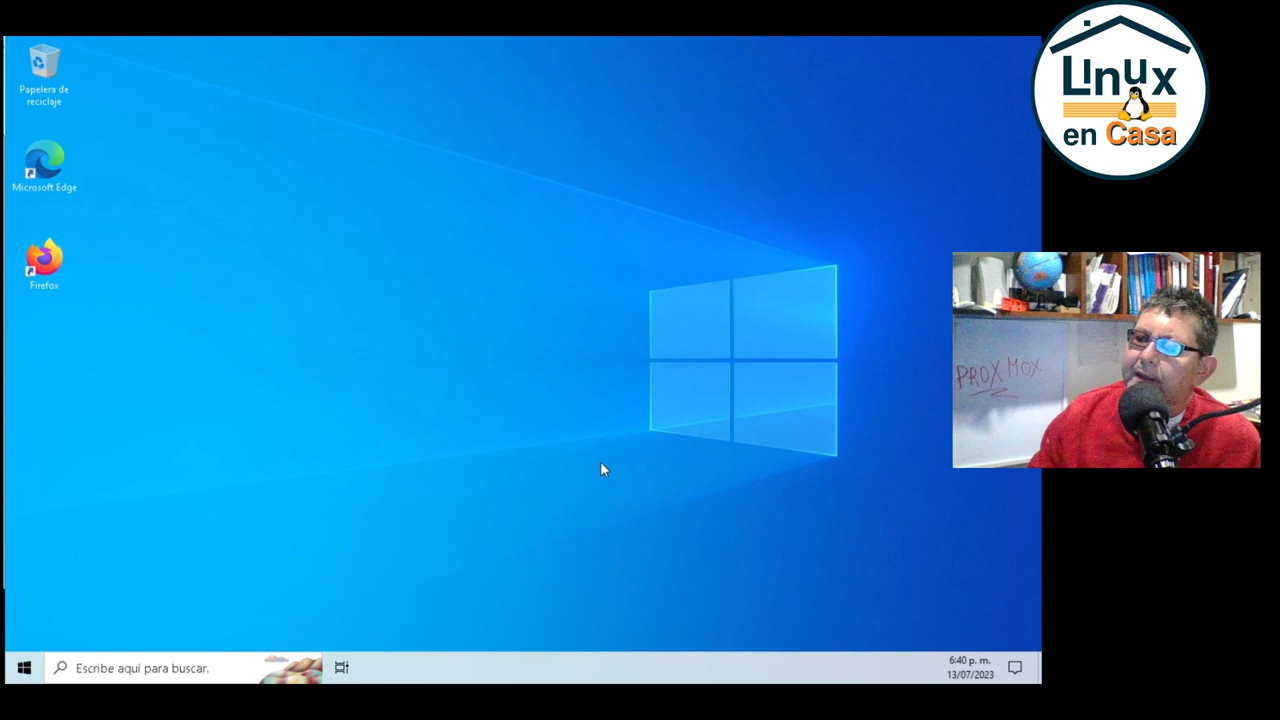 Papelera de
reciclaje
Microsoft Edge
Firefox
Linux
en Casa
PROXMOX
Escribe aquí para buscar.
6:40 p. m.
13/07/2023